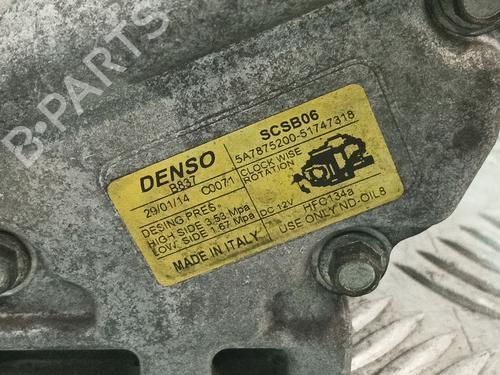 B-PARTS
DENSO
SCSB06
5A7875200-51747318
B837
29/01/14 C0071
CLOCK WISE
ROTATION
DESING PRES.
HIGH SIDE 3.53 Mpa
LOW SIDE 1.67 Mpa
DC 12V
HFC134a
MADE IN ITALY
USE ONLY ND-OIL8